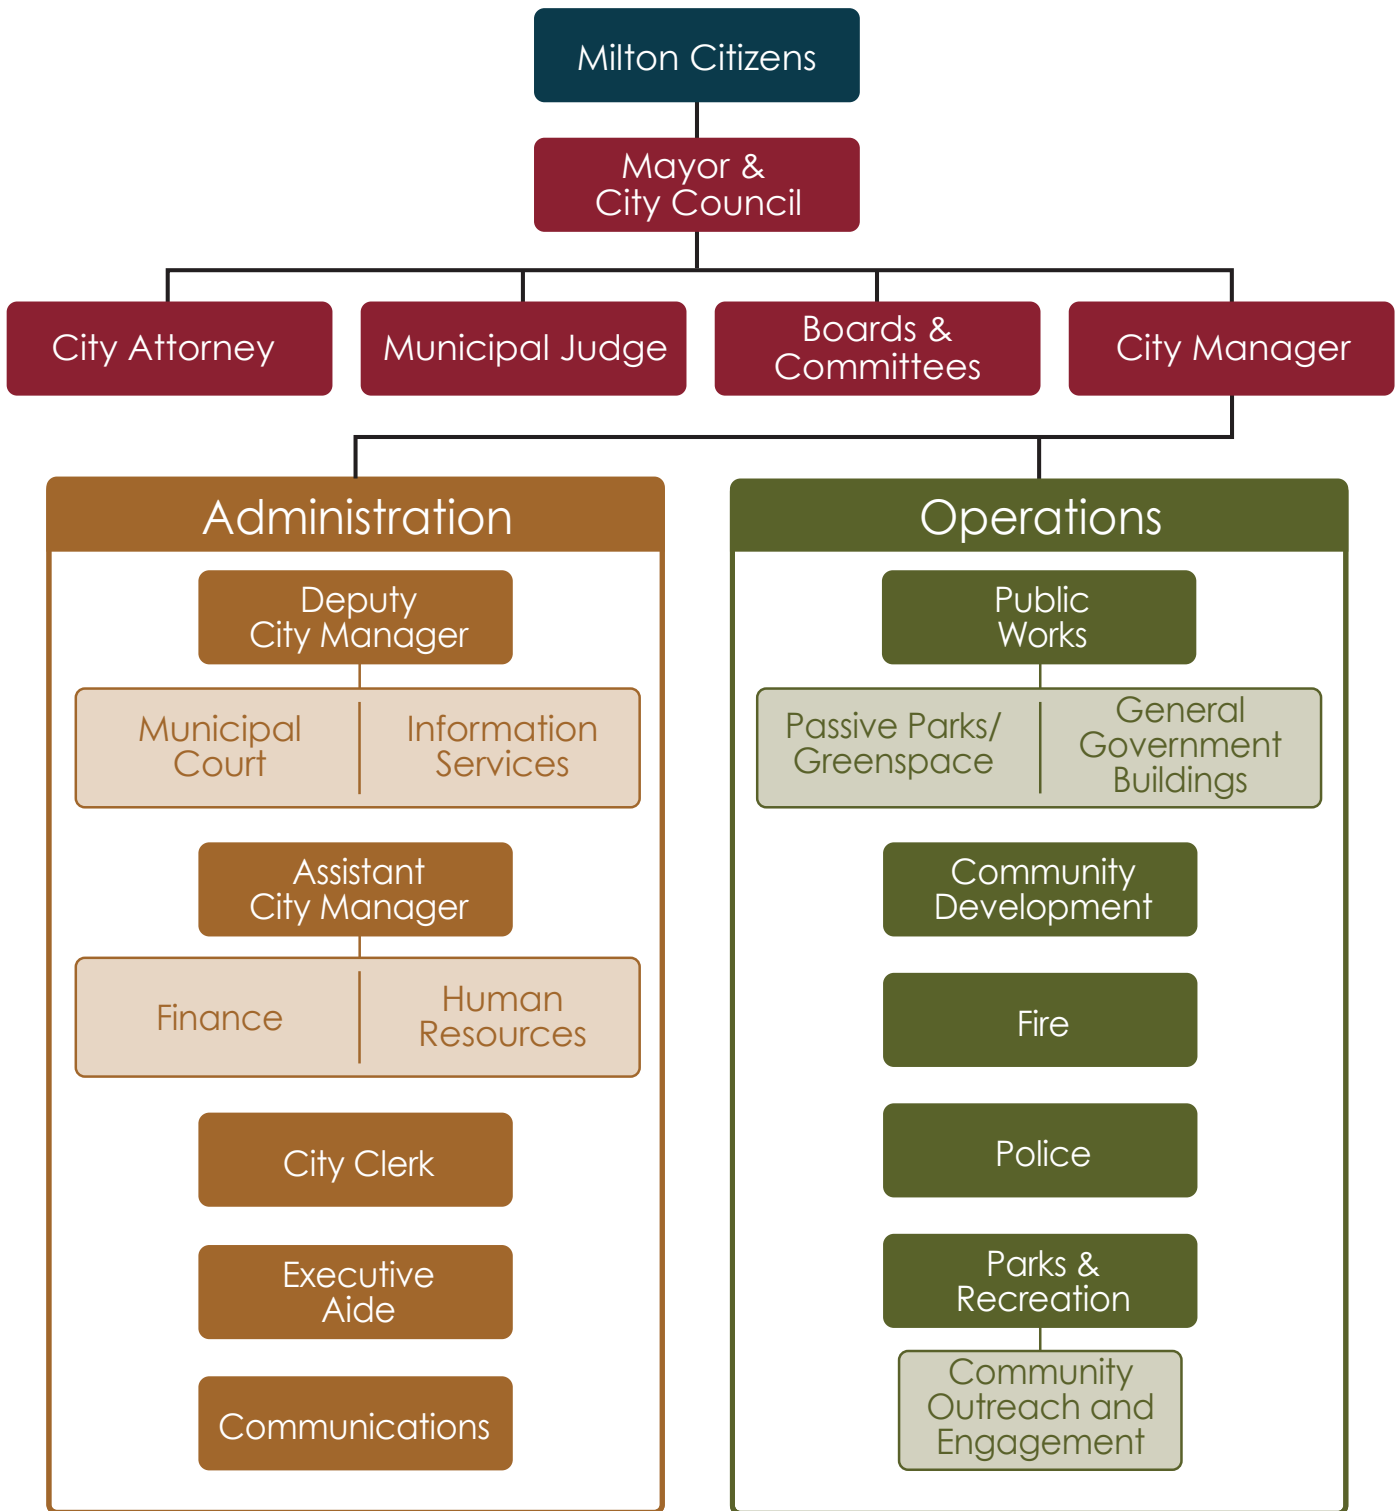 Milton Citizens
Mayor &
City Council
City Attorney
Municipal Judge
Boards &
Committees
City Manager
Administration
Deputy
City Manager
Municipal
Court
Information
Services
Assistant
City Manager
Finance
Human
Resources
City Clerk
Executive
Aide
Communications
Operations
Public
Works
Passive Parks/
Greenspace
General
Government
Buildings
Community
Development
Fire
Police
Parks &
Recreation
Community
Outreach and
Engagement